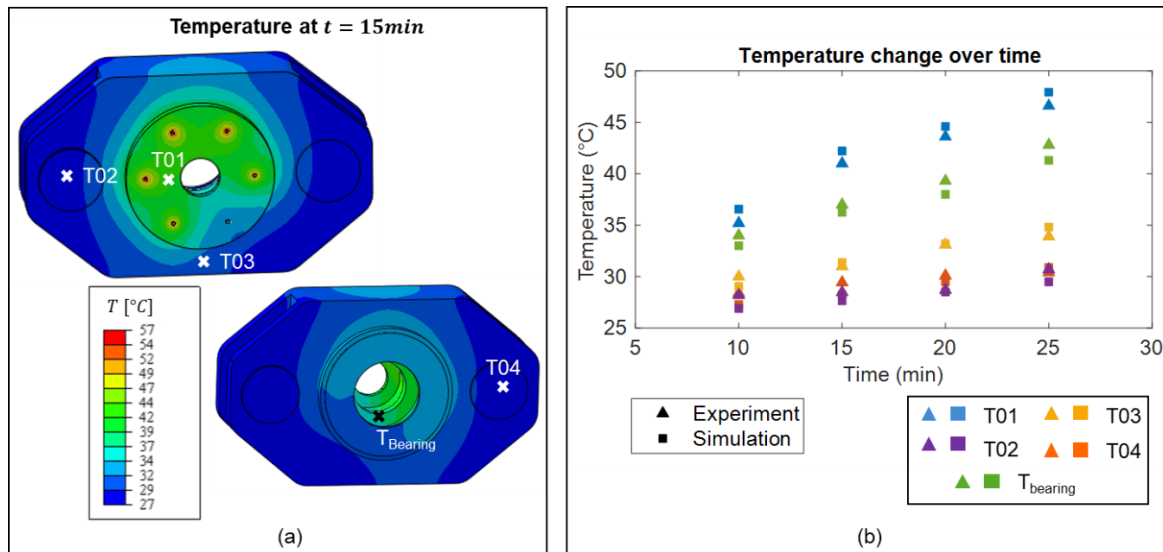 Temperature at t = 15min
T01
T02
T03
T [°C]
57
54
52
49
47
44
42
39
37
34
32
29
27
T04
TBearing
(a)
Temperature change over time
50
45
40
35
30
25
Temperature (°C)
5
10
15
20
25
30
Time (min)
Experiment
Simulation
T01
T03
T02
T04
Tbearing
(b)